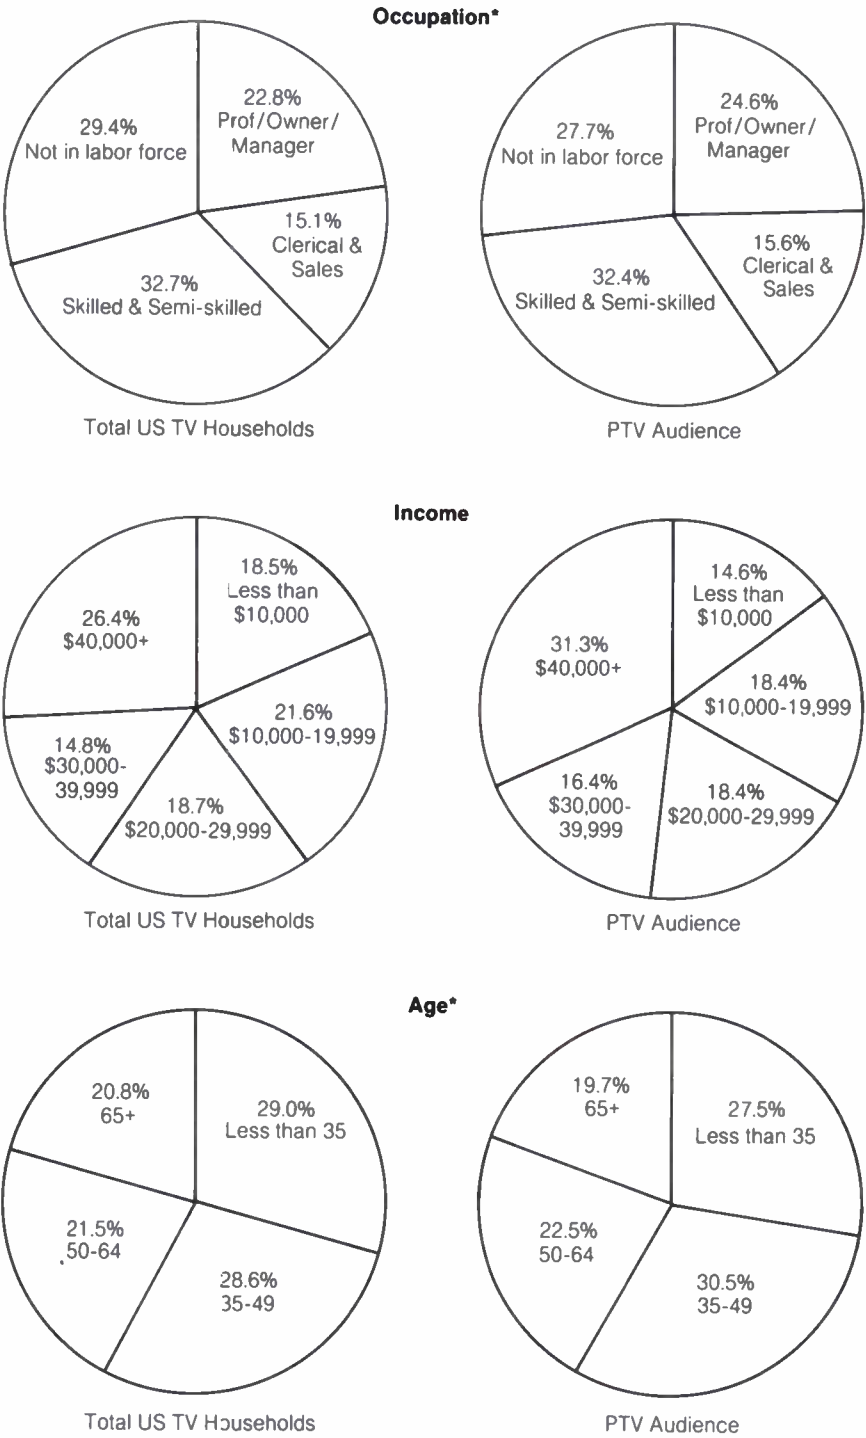 Occupation*
29.4%
Not in labor force
22.8%
Prof/Owner/
Manager
15.1%
Clerical &
Sales
32.7%
Skilled & Semi-skilled
Total US TV Households
27.7%
Not in labor force
24.6%
Prof/Owner/
Manager
15.6%
Clerical &
Sales
32.4%
Skilled & Semi-skilled
PTV Audience
Income
26.4%
$40,000+
18.5%
Less than
$10,000
21.6%
$10,000-19,999
14.8%
$30,000-
39,999
18.7%
$20,000-29,999
Total US TV Households
31.3%
$40,000+
14.6%
Less than
$10,000
18.4%
$10,000-19,999
16.4%
$30,000-
39,999
18.4%
$20,000-29,999
PTV Audience
Age*
20.8%
65+
29.0%
Less than 35
21.5%
50-64
28.6%
35-49
Total US TV Households
19.7%
65+
27.5%
Less than 35
22.5%
50-64
30.5%
35-49
PTV Audience